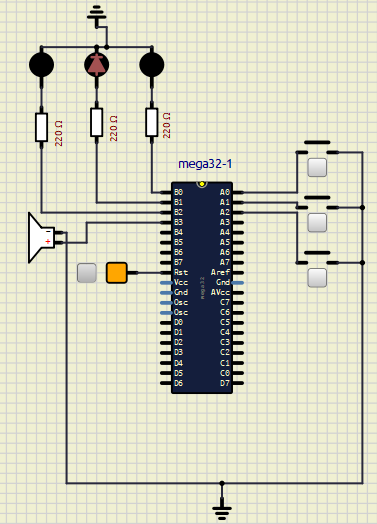 220 Ω
220 Ω
220 Ω
mega32-1
B0 A0
B1 A1
B2 A2
B3 A3
B4 A4
B5 A5
B6 A6
B7 A7
Rst Aref
Vcc Gnd
Gnd AVcc
Osc C7
Osc C6
D0 C5
D1 C4
D2 C3
D3 C2
D4 C1
D5 C0
D6 D7
mega32
-
+